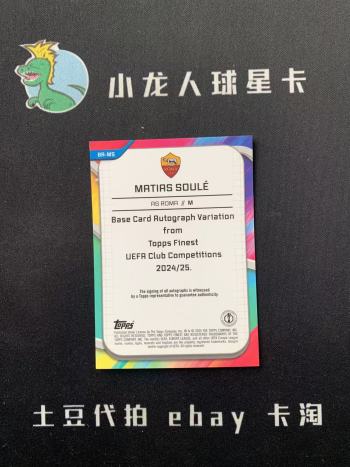 小龙人球星卡
BA-MS
MATIAS SOULÉ
AS ROMA // M
Base Card Autograph Variation
from
Topps Finest
UEFA Club Competitions
2024/25.
The signing of all autographs is witnessed
by a Topps representative to guarantee authenticity.
Topps
土豆代拍 ebay 卡淘